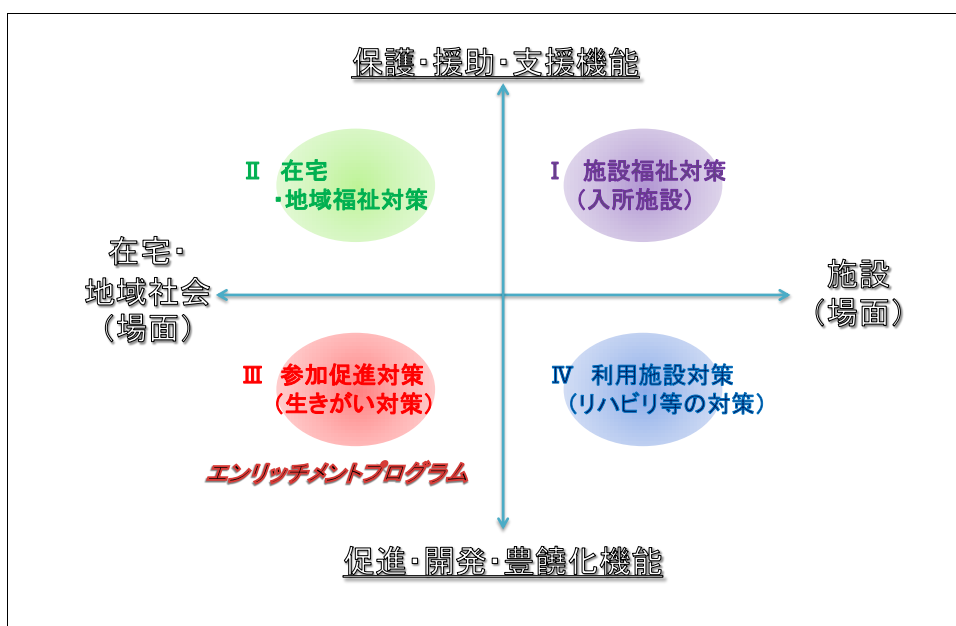 保護・援助・支援機能
Ⅱ 在宅
・地域福祉対策
Ⅰ 施設福祉対策
（入所施設）
在宅・
地域社会
（場面）
施設
（場面）
Ⅲ 参加促進対策
（生きがい対策）
エンリッチメントプログラム
Ⅳ 利用施設対策
（リハビリ等の対策）
促進・開発・豊饒化機能